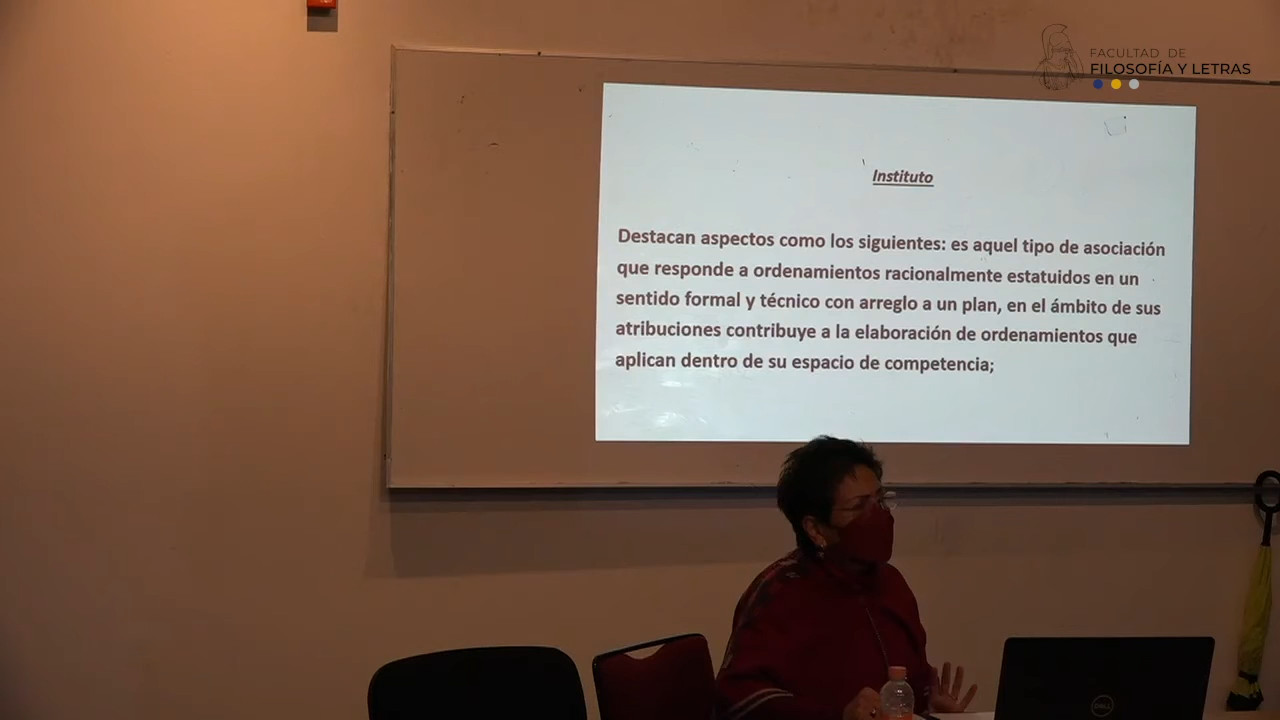 FACULTAD DE
FILOSOFÍA Y LETRAS
Instituto
Destacan aspectos como los siguientes: es aquel tipo de asociación
que responde a ordenamientos racionalmente estatuidos en un
sentido formal y técnico con arreglo a un plan, en el ámbito de sus
atribuciones contribuye a la elaboración de ordenamientos que
aplican dentro de su espacio de competencia;
DELL